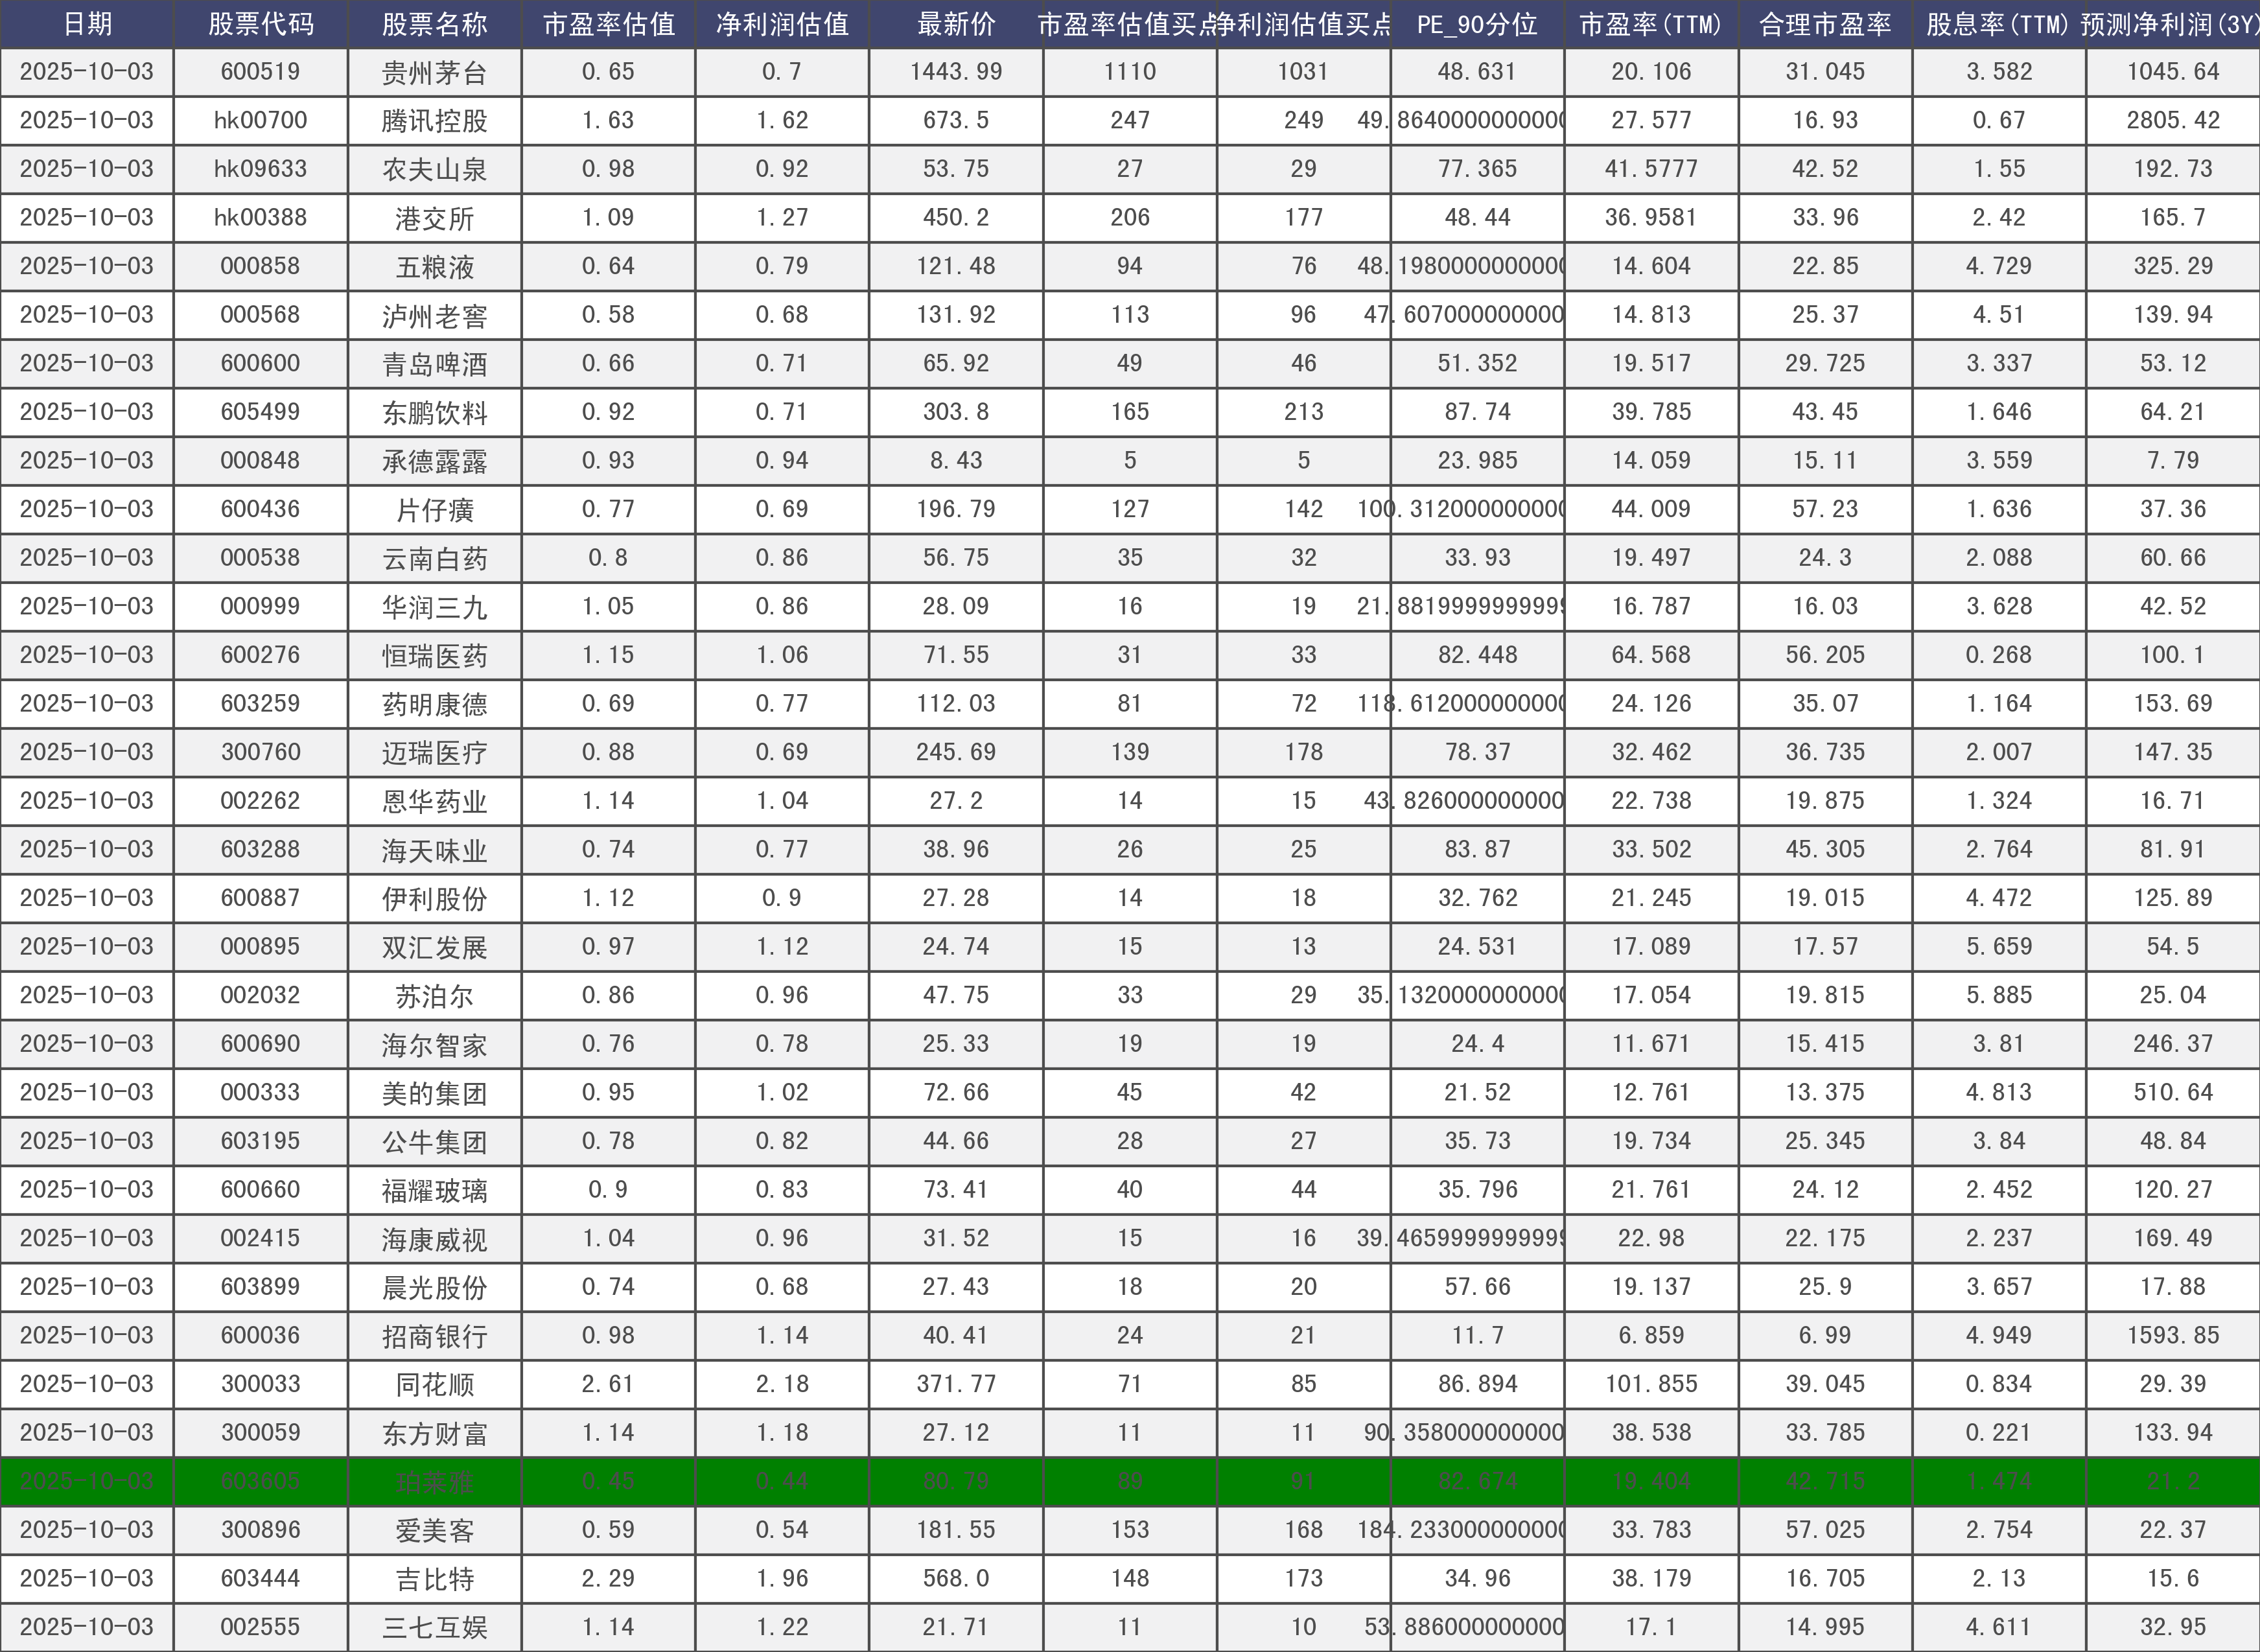 日期 股票代码 股票名称 市盈率估值 净利润估值 最新价 市盈率估值买点 净利润估值买点 PE_90分位 市盈率(TTM) 合理市盈率 股息率(TTM) 预测净利润(3Y)
2025-10-03 600519 贵州茅台 0.65 0.7 1443.99 1110 1031 48.631 20.106 31.045 3.582 1045.64
2025-10-03 hk00700 腾讯控股 1.63 1.62 673.5 247 249 49.8640000000000 27.577 16.93 0.67 2805.42
2025-10-03 hk09633 农夫山泉 0.98 0.92 53.75 27 29 77.365 41.5777 42.52 1.55 192.73
2025-10-03 hk00388 港交所 1.09 1.27 450.2 206 177 48.44 36.9581 33.96 2.42 165.7
2025-10-03 000858 五粮液 0.64 0.79 121.48 94 76 48.1980000000000 14.604 22.85 4.729 325.29
2025-10-03 000568 泸州老窖 0.58 0.68 131.92 113 96 47.607000000000 14.813 25.37 4.51 139.94
2025-10-03 600600 青岛啤酒 0.66 0.71 65.92 49 46 51.352 19.517 29.725 3.337 53.12
2025-10-03 605499 东鹏饮料 0.92 0.71 303.8 165 213 87.74 39.785 43.45 1.646 64.21
2025-10-03 000848 承德露露 0.93 0.94 8.43 5 5 23.985 14.059 15.11 3.559 7.79
2025-10-03 600436 片仔癀 0.77 0.69 196.79 127 142 100.312000000000 44.009 57.23 1.636 37.36
2025-10-03 000538 云南白药 0.8 0.86 56.75 35 32 33.93 19.497 24.3 2.088 60.66
2025-10-03 000999 华润三九 1.05 0.86 28.09 16 19 21.8819999999999 16.787 16.03 3.628 42.52
2025-10-03 600276 恒瑞医药 1.15 1.06 71.55 31 33 82.448 64.568 56.205 0.268 100.1
2025-10-03 603259 药明康德 0.69 0.77 112.03 81 72 118.612000000000 24.126 35.07 1.164 153.69
2025-10-03 300760 迈瑞医疗 0.88 0.69 245.69 139 178 78.37 32.462 36.735 2.007 147.35
2025-10-03 002262 恩华药业 1.14 1.04 27.2 14 15 43.826000000000 22.738 19.875 1.324 16.71
2025-10-03 603288 海天味业 0.74 0.77 38.96 26 25 83.87 33.502 45.305 2.764 81.91
2025-10-03 600887 伊利股份 1.12 0.9 27.28 14 18 32.762 21.245 19.015 4.472 125.89
2025-10-03 000895 双汇发展 0.97 1.12 24.74 15 13 24.531 17.089 17.57 5.659 54.5
2025-10-03 002032 苏泊尔 0.86 0.96 47.75 33 29 35.1320000000000 17.054 19.815 5.885 25.04
2025-10-03 600690 海尔智家 0.76 0.78 25.33 19 19 24.4 11.671 15.415 3.81 246.37
2025-10-03 000333 美的集团 0.95 1.02 72.66 45 42 21.52 12.761 13.375 4.813 510.64
2025-10-03 603195 公牛集团 0.78 0.82 44.66 28 27 35.73 19.734 25.345 3.84 48.84
2025-10-03 600660 福耀玻璃 0.9 0.83 73.41 40 44 35.796 21.761 24.12 2.452 120.27
2025-10-03 002415 海康威视 1.04 0.96 31.52 15 16 39.4659999999999 22.98 22.175 2.237 169.49
2025-10-03 603899 晨光股份 0.74 0.68 27.43 18 20 57.66 19.137 25.9 3.657 17.88
2025-10-03 600036 招商银行 0.98 1.14 40.41 24 21 11.7 6.859 6.99 4.949 1593.85
2025-10-03 300033 同花顺 2.61 2.18 371.77 71 85 86.894 101.855 39.045 0.834 29.39
2025-10-03 300059 东方财富 1.14 1.18 27.12 11 11 90.358000000000 38.538 33.785 0.221 133.94
2025-10-03 603605 珀莱雅 0.45 0.44 80.79 89 91 82.674 19.404 42.715 1.474 21.2
2025-10-03 300896 爱美客 0.59 0.54 181.55 153 168 184.233000000000 33.783 57.025 2.754 22.37
2025-10-03 603444 吉比特 2.29 1.96 568.0 148 173 34.96 38.179 16.705 2.13 15.6
2025-10-03 002555 三七互娱 1.14 1.22 21.71 11 10 53.886000000000 17.1 14.995 4.611 32.95